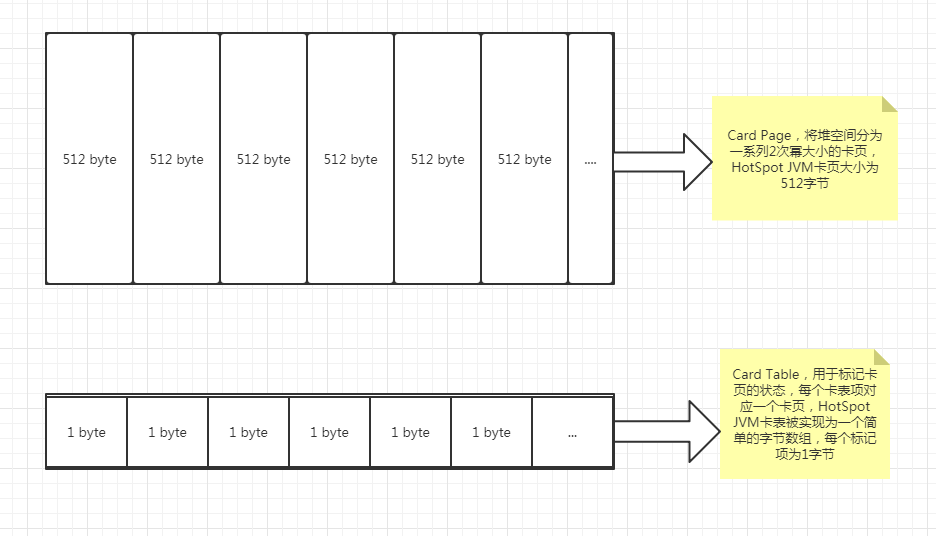 512 byte 512 byte 512 byte 512 byte 512 byte 512 byte ....
Card Page，将堆空间分为
一系列2次幂大小的卡页，
HotSpot JVM卡页大小为
512字节
1 byte 1 byte 1 byte 1 byte 1 byte 1 byte ...
Card Table，用于标记卡
页的状态，每个卡表项对
应一个卡页，HotSpot
JVM卡表被实现为一个简
单的字节数组，每个标记
项为1字节